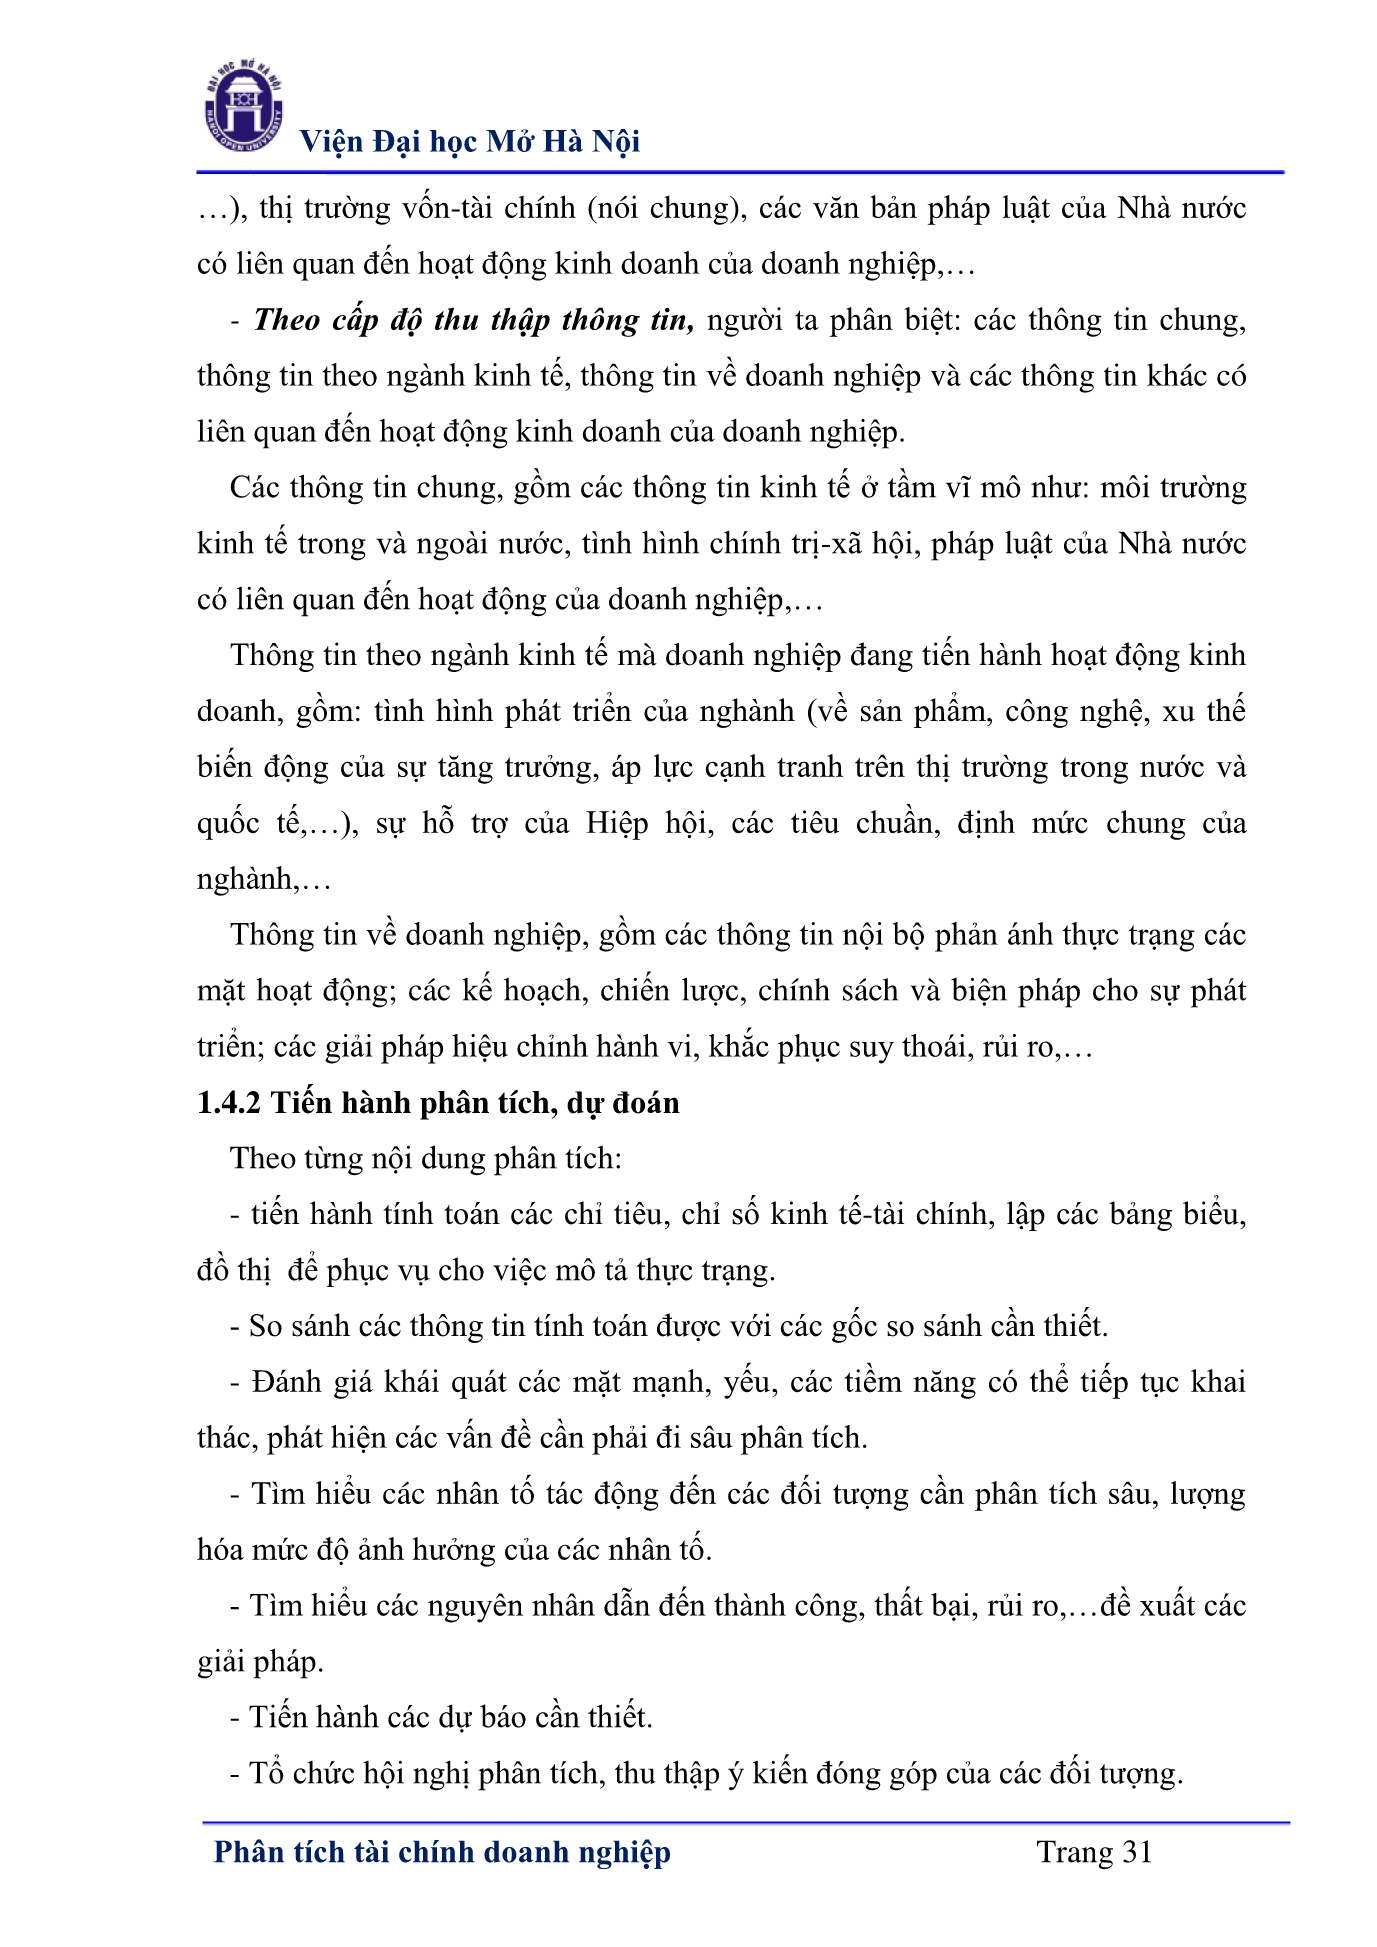 ĐẠI HỌC MỞ HÀ NỘI
HANOI OPEN UNIVERSITY
Viện Đại học Mở Hà Nội
…), thị trường vốn-tài chính (nói chung), các văn bản pháp luật của Nhà nước
có liên quan đến hoạt động kinh doanh của doanh nghiệp,…
- Theo cấp độ thu thập thông tin, người ta phân biệt: các thông tin chung,
thông tin theo ngành kinh tế, thông tin về doanh nghiệp và các thông tin khác có
liên quan đến hoạt động kinh doanh của doanh nghiệp.
Các thông tin chung, gồm các thông tin kinh tế ở tầm vĩ mô như: môi trường
kinh tế trong và ngoài nước, tình hình chính trị-xã hội, pháp luật của Nhà nước
có liên quan đến hoạt động của doanh nghiệp,…
Thông tin theo ngành kinh tế mà doanh nghiệp đang tiến hành hoạt động kinh
doanh, gồm: tình hình phát triển của nghành (về sản phẩm, công nghệ, xu thế
biến động của sự tăng trưởng, áp lực cạnh tranh trên thị trường trong nước và
quốc tế,…), sự hỗ trợ của Hiệp hội, các tiêu chuẩn, định mức chung của
nghành,…
Thông tin về doanh nghiệp, gồm các thông tin nội bộ phản ánh thực trạng các
mặt hoạt động; các kế hoạch, chiến lược, chính sách và biện pháp cho sự phát
triển; các giải pháp hiệu chỉnh hành vi, khắc phục suy thoái, rủi ro,…
1.4.2 Tiến hành phân tích, dự đoán
Theo từng nội dung phân tích:
- tiến hành tính toán các chỉ tiêu, chỉ số kinh tế-tài chính, lập các bảng biểu,
đồ thị  để phục vụ cho việc mô tả thực trạng.
- So sánh các thông tin tính toán được với các gốc so sánh cần thiết.
- Đánh giá khái quát các mặt mạnh, yếu, các tiềm năng có thể tiếp tục khai
thác, phát hiện các vấn đề cần phải đi sâu phân tích.
- Tìm hiểu các nhân tố tác động đến các đối tượng cần phân tích sâu, lượng
hóa mức độ ảnh hưởng của các nhân tố.
- Tìm hiểu các nguyên nhân dẫn đến thành công, thất bại, rủi ro,…đề xuất các
giải pháp.
- Tiến hành các dự báo cần thiết.
- Tổ chức hội nghị phân tích, thu thập ý kiến đóng góp của các đối tượng.
Phân tích tài chính doanh nghiệp Trang 31